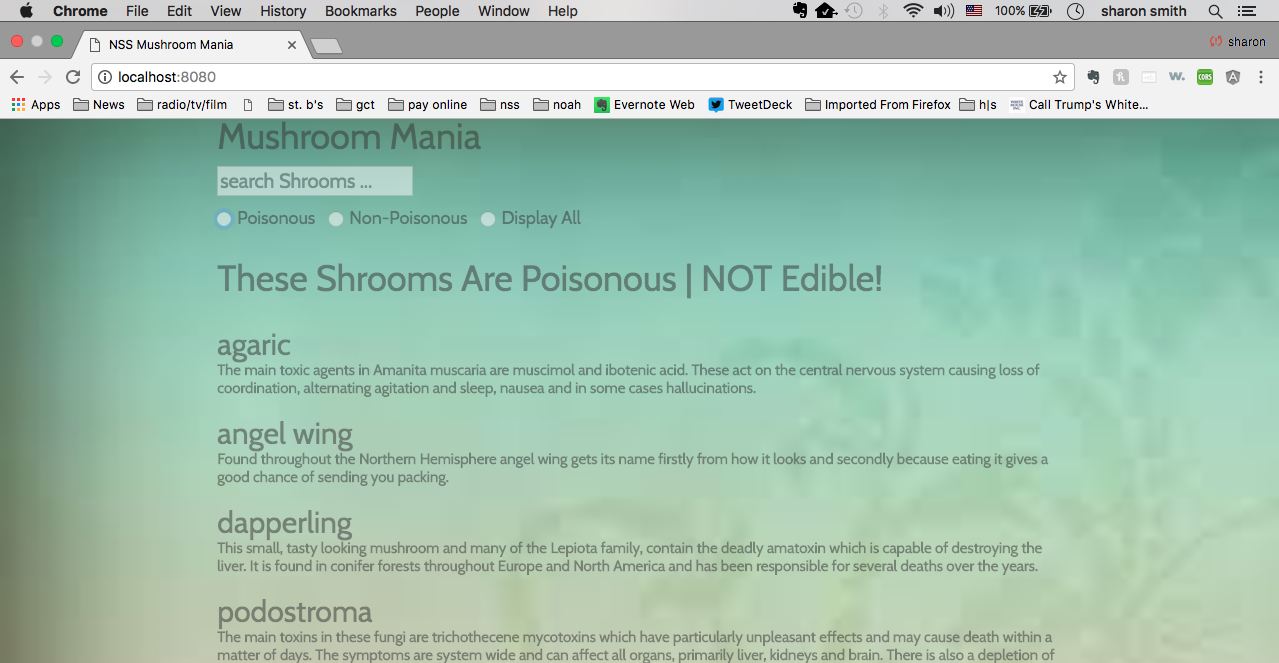 Chrome File Edit View History Bookmarks People Window Help 100% sharon smith
NSS Mushroom Mania sharon
localhost:8080 W. CORS A
Apps News radio/tv/film st. b's gct pay online nss noah Evernote Web TweetDeck Imported From Firefox h|s Call Trump's White...
Mushroom Mania
search Shrooms ...
Poisonous Non-Poisonous Display All
These Shrooms Are Poisonous | NOT Edible!
agaric
The main toxic agents in Amanita muscaria are muscimol and ibotenic acid. These act on the central nervous system causing loss of
coordination, alternating agitation and sleep, nausea and in some cases hallucinations.
angel wing
Found throughout the Northern Hemisphere angel wing gets its name firstly from how it looks and secondly because eating it gives a
good chance of sending you packing.
dapperling
This small, tasty looking mushroom and many of the Lepiota family, contain the deadly amatoxin which is capable of destroying the
liver. It is found in conifer forests throughout Europe and North America and has been responsible for several deaths over the years.
podostroma
The main toxins in these fungi are trichothecene mycotoxins which have particularly unpleasant effects and may cause death within a
matter of days. The symptoms are system wide and can affect all organs, primarily liver, kidneys and brain. There is also a depletion of